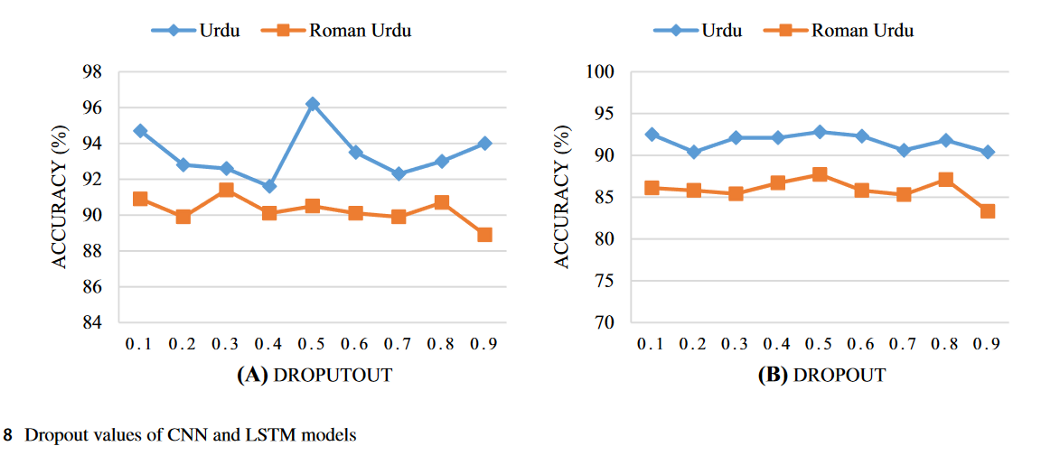 Urdu Roman Urdu
98
96
94
92
90
88
86
84
ACCURACY (%)
0.1 0.2 0.3 0.4 0.5 0.6 0.7 0.8 0.9
(A) DROPUTOUT
Urdu Roman Urdu
100
95
90
85
80
75
70
ACCURACY (%)
0.1 0.2 0.3 0.4 0.5 0.6 0.7 0.8 0.9
(B) DROPOUT
8 Dropout values of CNN and LSTM models